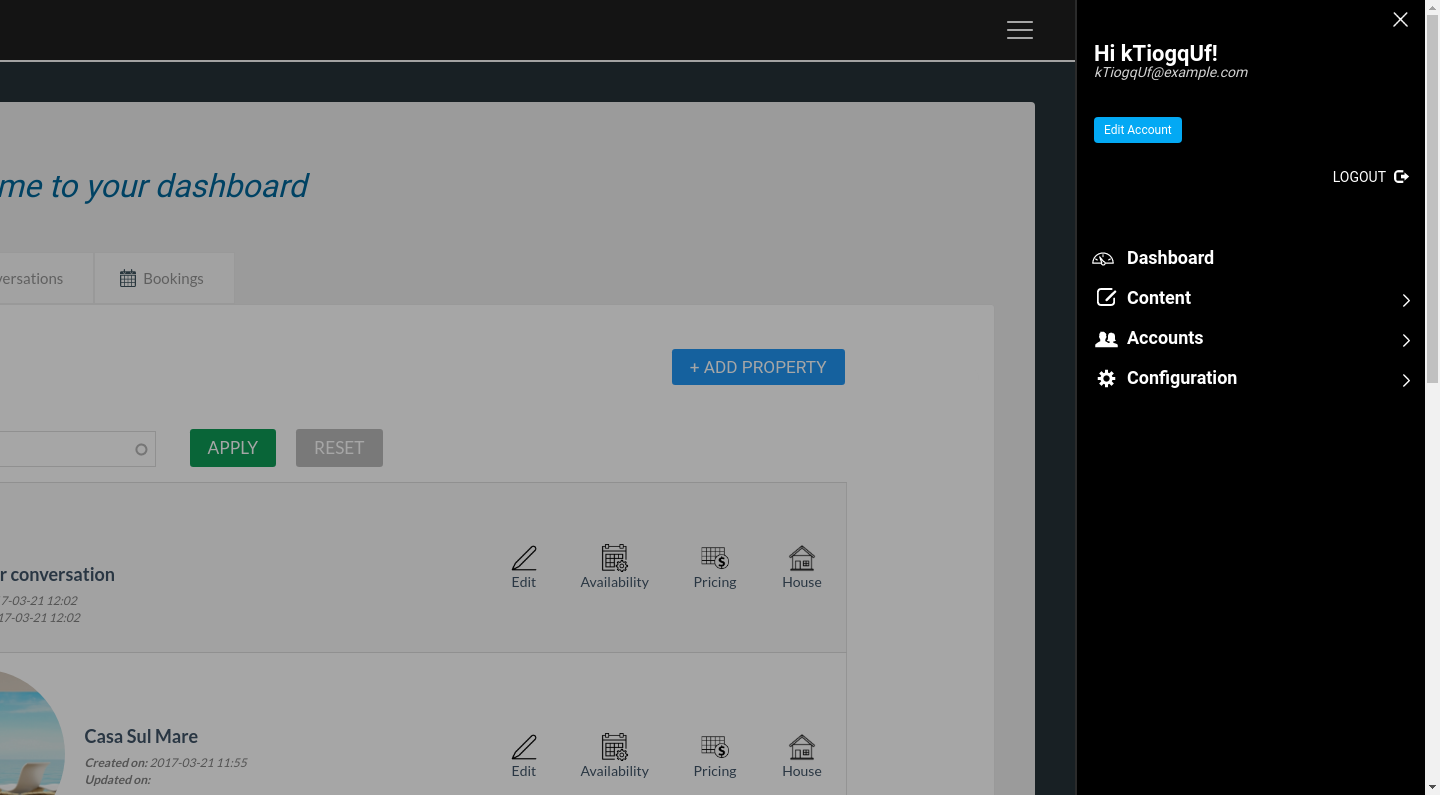 Hi kTiogqUf!
kTiogqUf@example.com
Edit Account
LOGOUT
Dashboard
Content
Accounts
Configuration
me to your dashboard
versations
Bookings
+ ADD PROPERTY
APPLY
RESET
r conversation
7-03-21 12:02
17-03-21 12:02
Edit
Availability
Pricing
House
Casa Sul Mare
Created on: 2017-03-21 11:55
Updated on:
Edit
Availability
Pricing
House